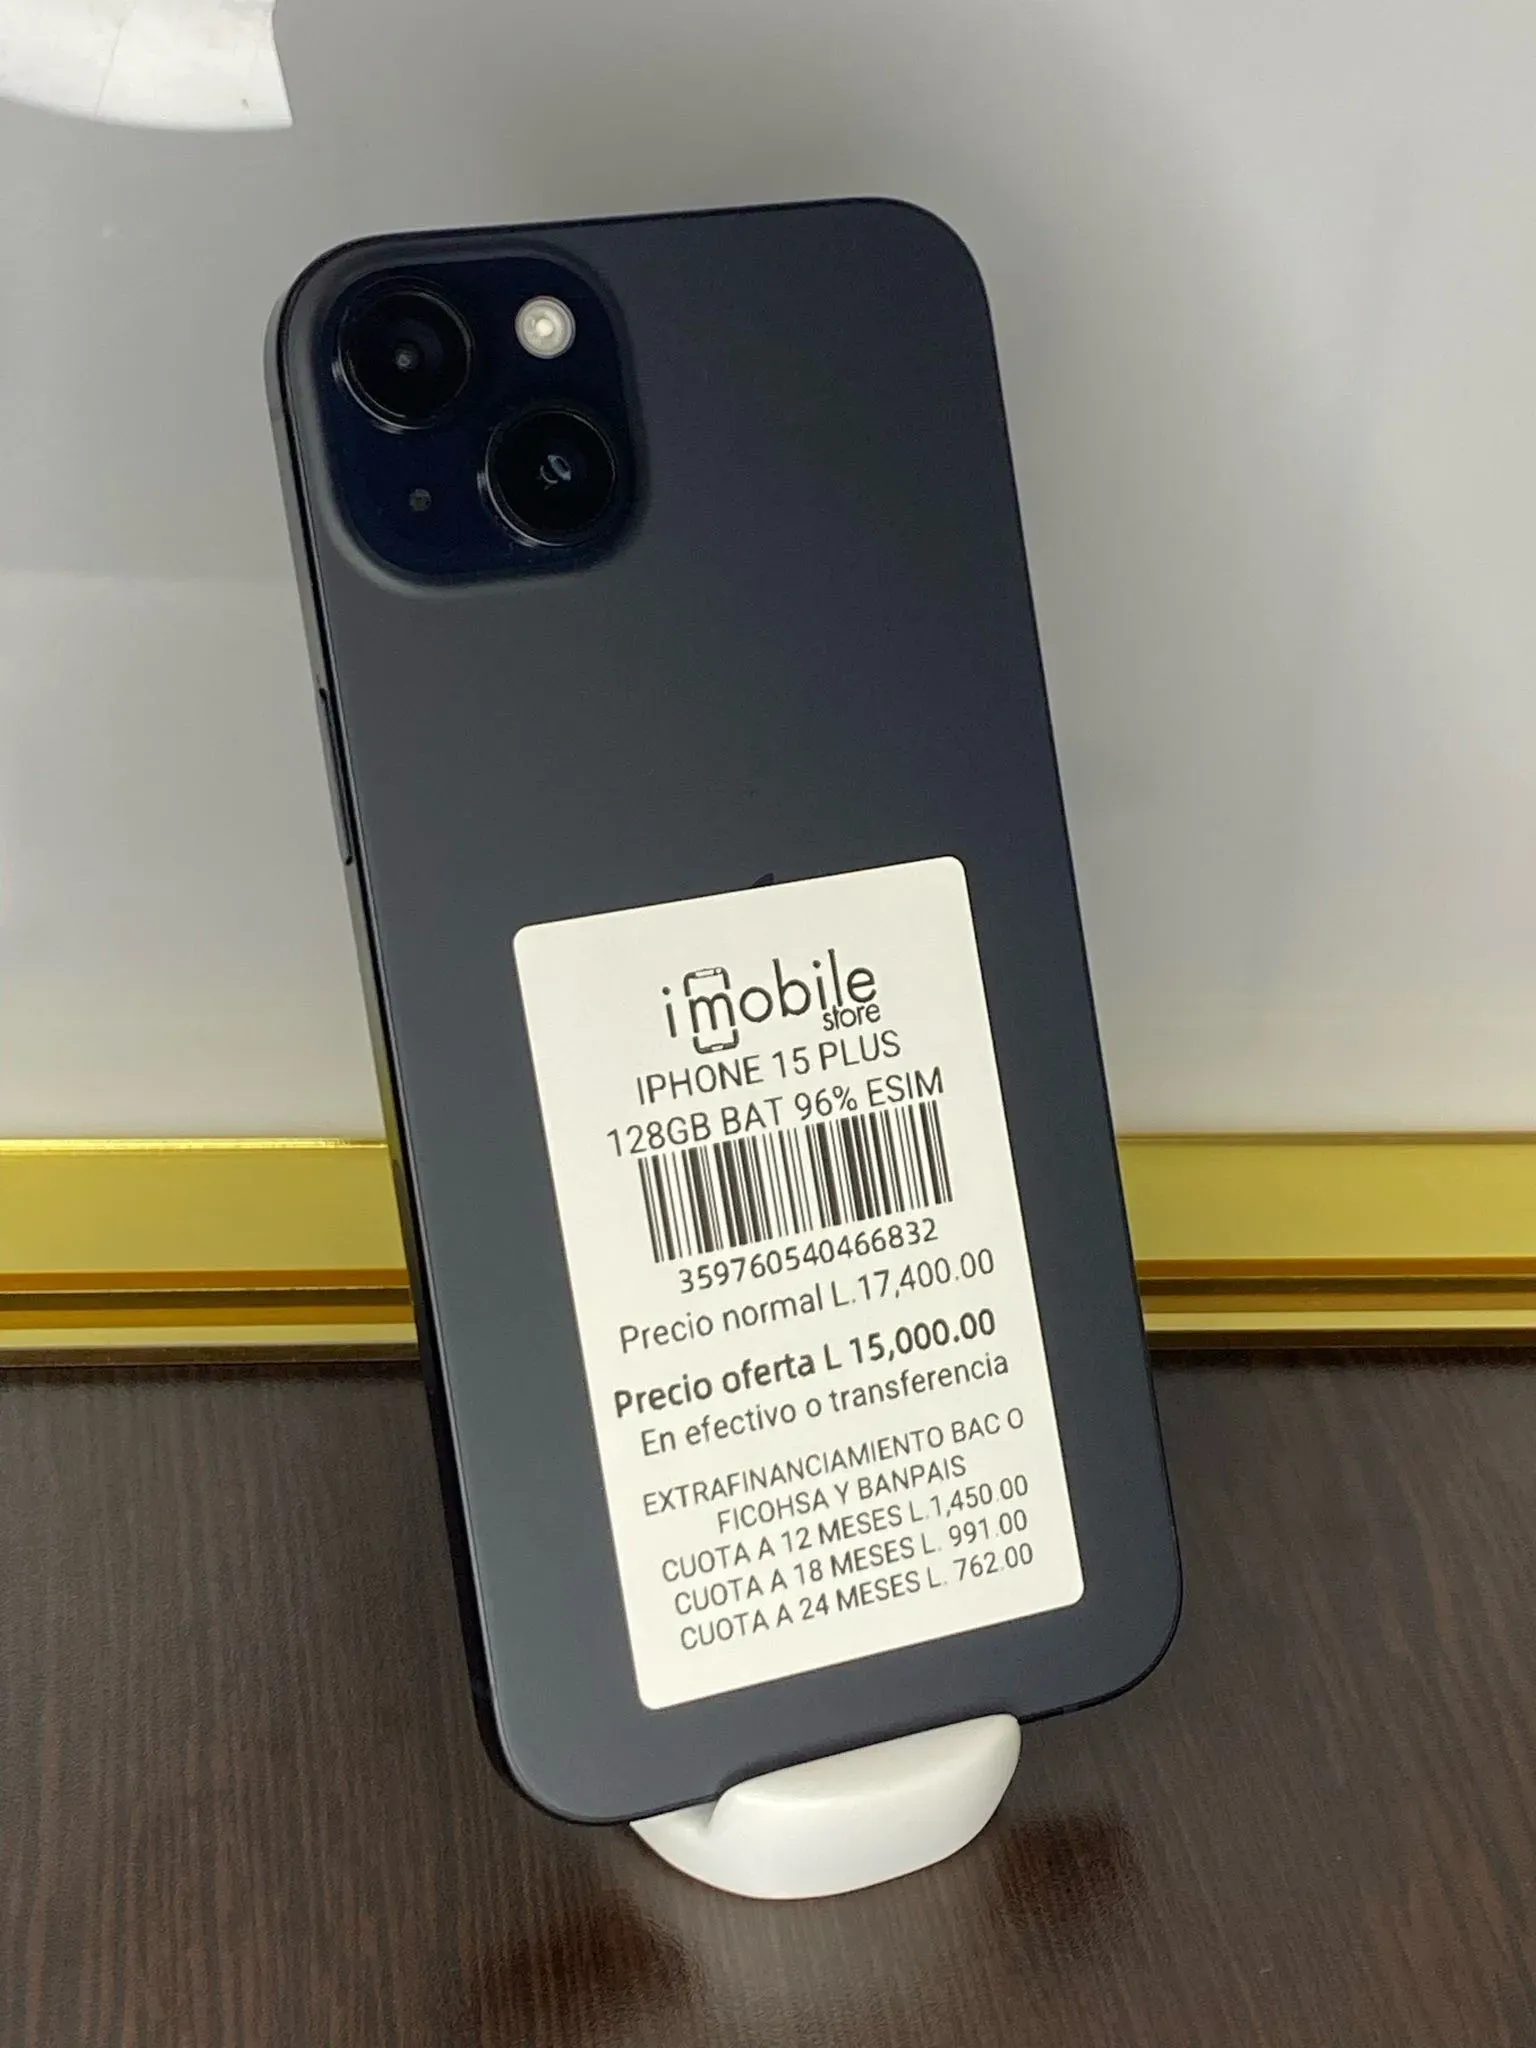 imobile
store
IPHONE 15 PLUS
128GB BAT 96% ESIM
359760540466832
Precio normal L.17,400.00
Precio oferta L 15,000.00
En efectivo o transferencia
EXTRAFINANCIAMIENTO BAC O
FICOHSA Y BANPAIS
CUOTA A 12 MESES L.1,450.00
CUOTA A 18 MESES L. 991.00
CUOTA A 24 MESES L. 762.00